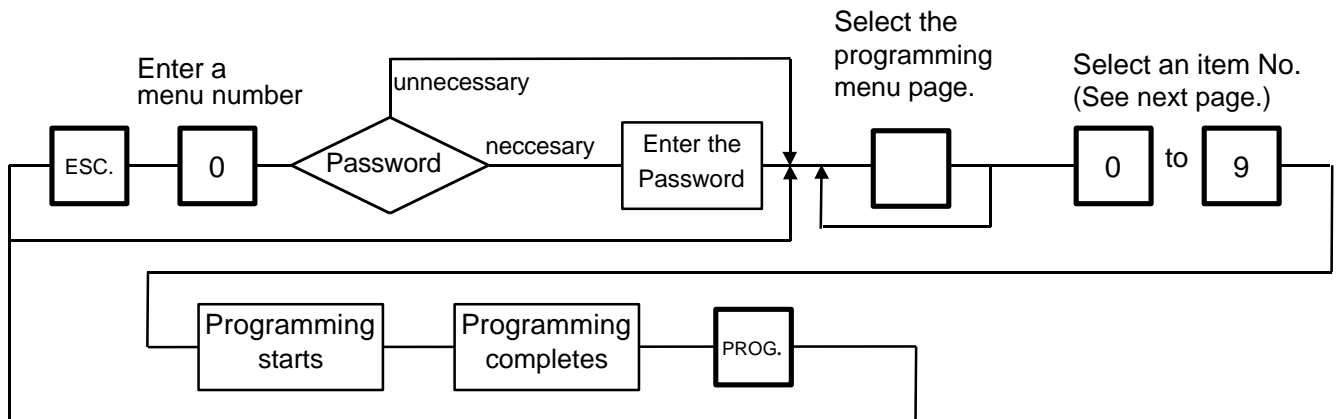 Enter a
menu number
ESC.
0
Password
unnecessary
neccesary
Enter the
Password
Select the
programming
menu page.
Select an item No.
(See next page.)
0
to
9
Programming
starts
Programming
completes
PROG.